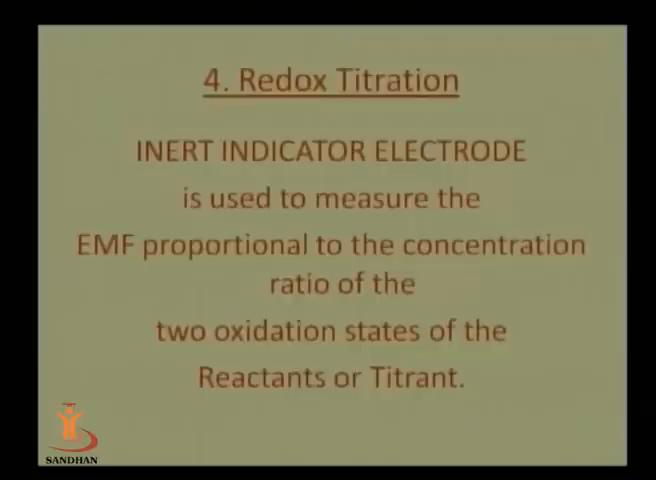 4. Redox Titration
INERT INDICATOR ELECTRODE
is used to measure the
EMF proportional to the concentration
ratio of the
two oxidation states of the
Reactants or Titrant.
SANDHAN